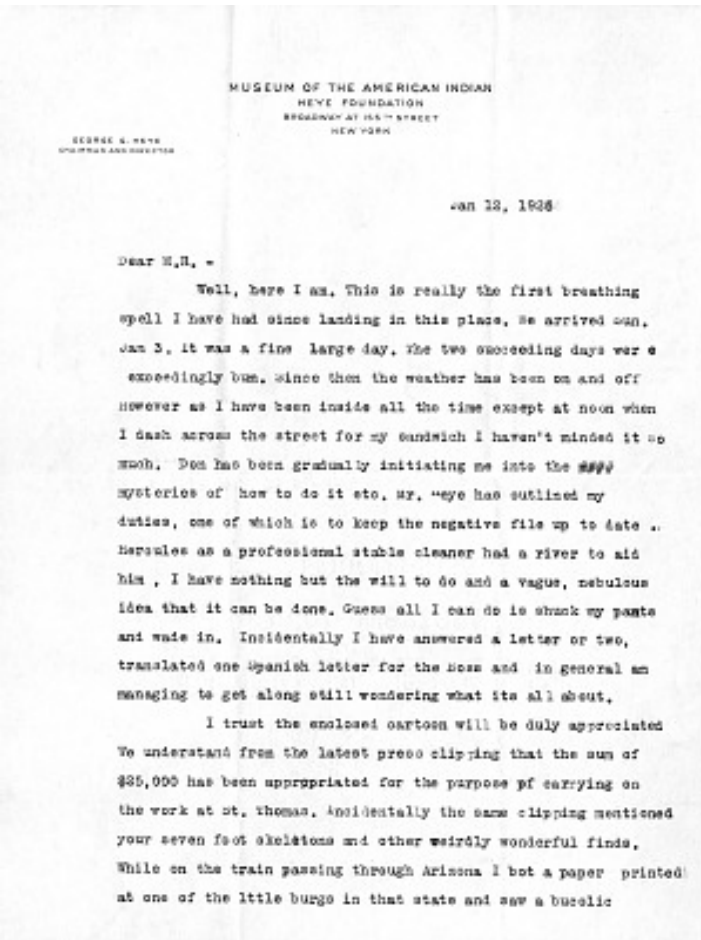 MUSEUM OF THE AMERICAN INDIAN
HEYE FOUNDATION
BROADWAY AT 155TH STREET
NEW YORK
GEORGE G. HEYE
CHAIRMAN AND DIRECTOR
Jan 12, 1926
Dear M.R. -
Well, here I am. This is really the first breathing
spell I have had since landing in this place. We arrived Sun.
Jan 3. It was a fine large day. The two succeeding days wer e
exceedingly bum. Since then the weather has been on and off
However as I have been inside all the time except at noon when
I dash across the street for my sandwich I haven't minded it so
much. Don has been gradually initiating me into the ####
mysteries of how to do it etc. Mr. Heye has outlined my
duties, one of which is to keep the negative file up to date ..
Hercules as a professional stable cleaner had a river to aid
him , I have nothing but the will to do and a vague, nebulous
idea that it can be done. Guess all I can do is shuck my pants
and wade in. Incidentally I have answered a letter or two,
translated one Spanish letter for the Boss and in general am
managing to get along still wondering what its all about.
I trust the enclosed cartoon will be duly appreciated
We understand from the latest press clipping that the sum of
$25,000 has been appropriated for the purpose pf carrying on
the work at St. Thomas. Incidentally the same clipping mentioned
your seven foot skeletons and other weirdly wonderful finds.
While on the train passing through Arizona I bot a paper printed
at one of the lttle burgs in that state and saw a bucolic